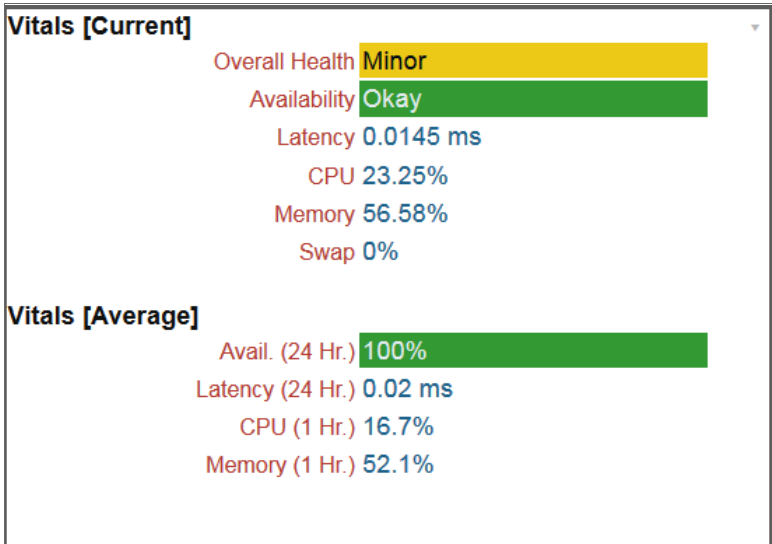 Vitals [Current]
Overall Health Minor
Availability Okay
Latency 0.0145 ms
CPU 23.25%
Memory 56.58%
Swap 0%
Vitals [Average]
Avail. (24 Hr.) 100%
Latency (24 Hr.) 0.02 ms
CPU (1 Hr.) 16.7%
Memory (1 Hr.) 52.1%